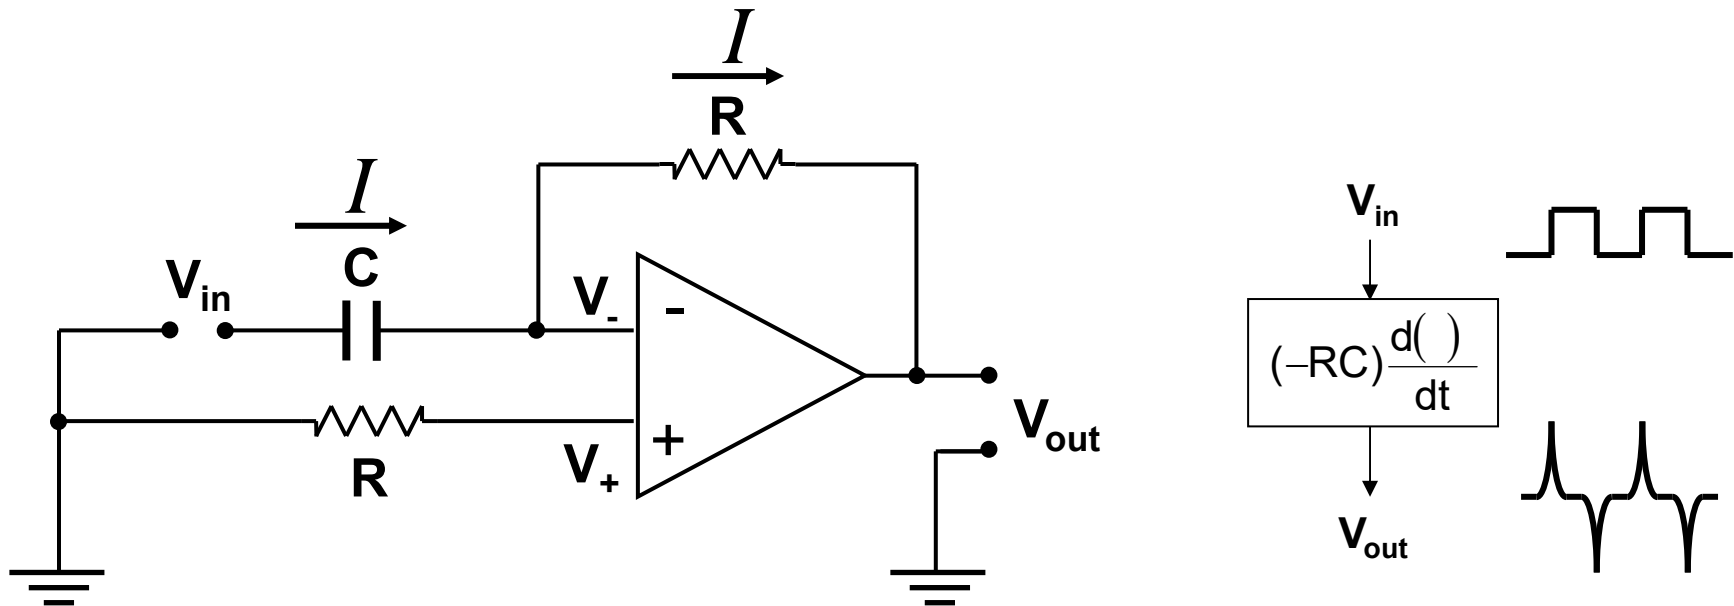 I
R
I
C
Vin
V-
-
+
V+
R
Vout
Vin
(–RC) d( )
dt
Vout